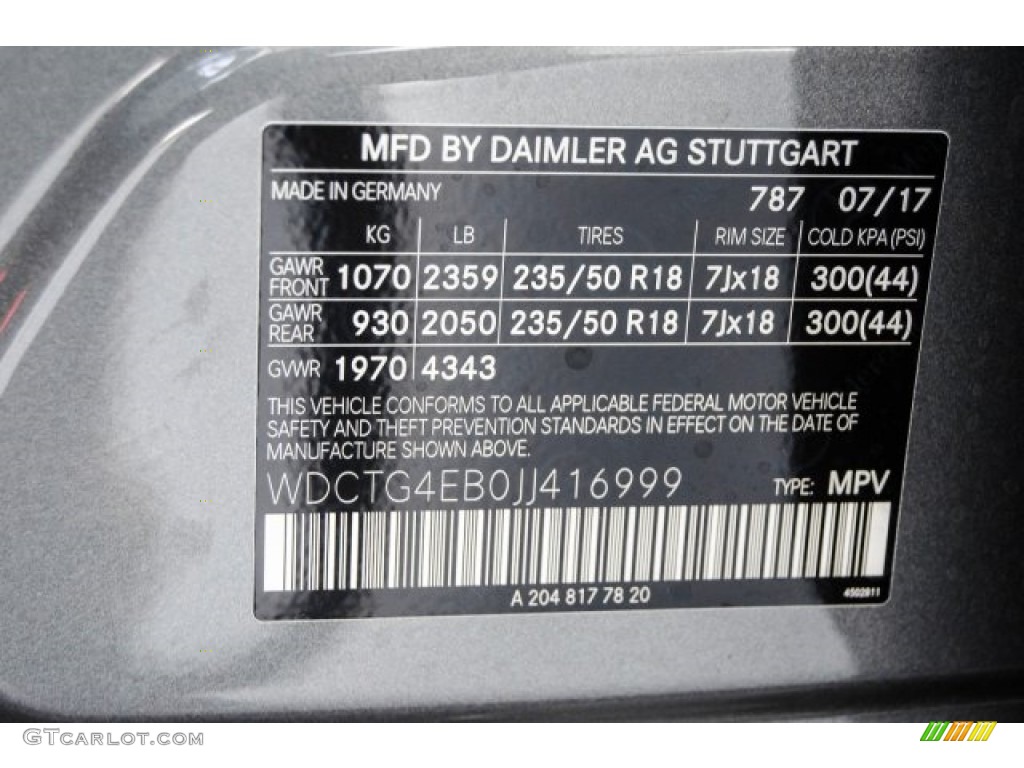 MFD BY DAIMLER AG STUTTGART
MADE IN GERMANY 787 07/17
KG LB TIRES RIM SIZE COLD KPA (PSI)
GAWR FRONT 1070 2359 235/50 R18 7Jx18 300(44)
GAWR REAR 930 2050 235/50 R18 7Jx18 300(44)
GVWR 1970 4343
THIS VEHICLE CONFORMS TO ALL APPLICABLE FEDERAL MOTOR VEHICLE
SAFETY AND THEFT PREVENTION STANDARDS IN EFFECT ON THE DATE OF
MANUFACTURE SHOWN ABOVE.
WDCTG4EB0JJ416999 TYPE: MPV
A 204 817 78 20 4502811
GTCarlot.com